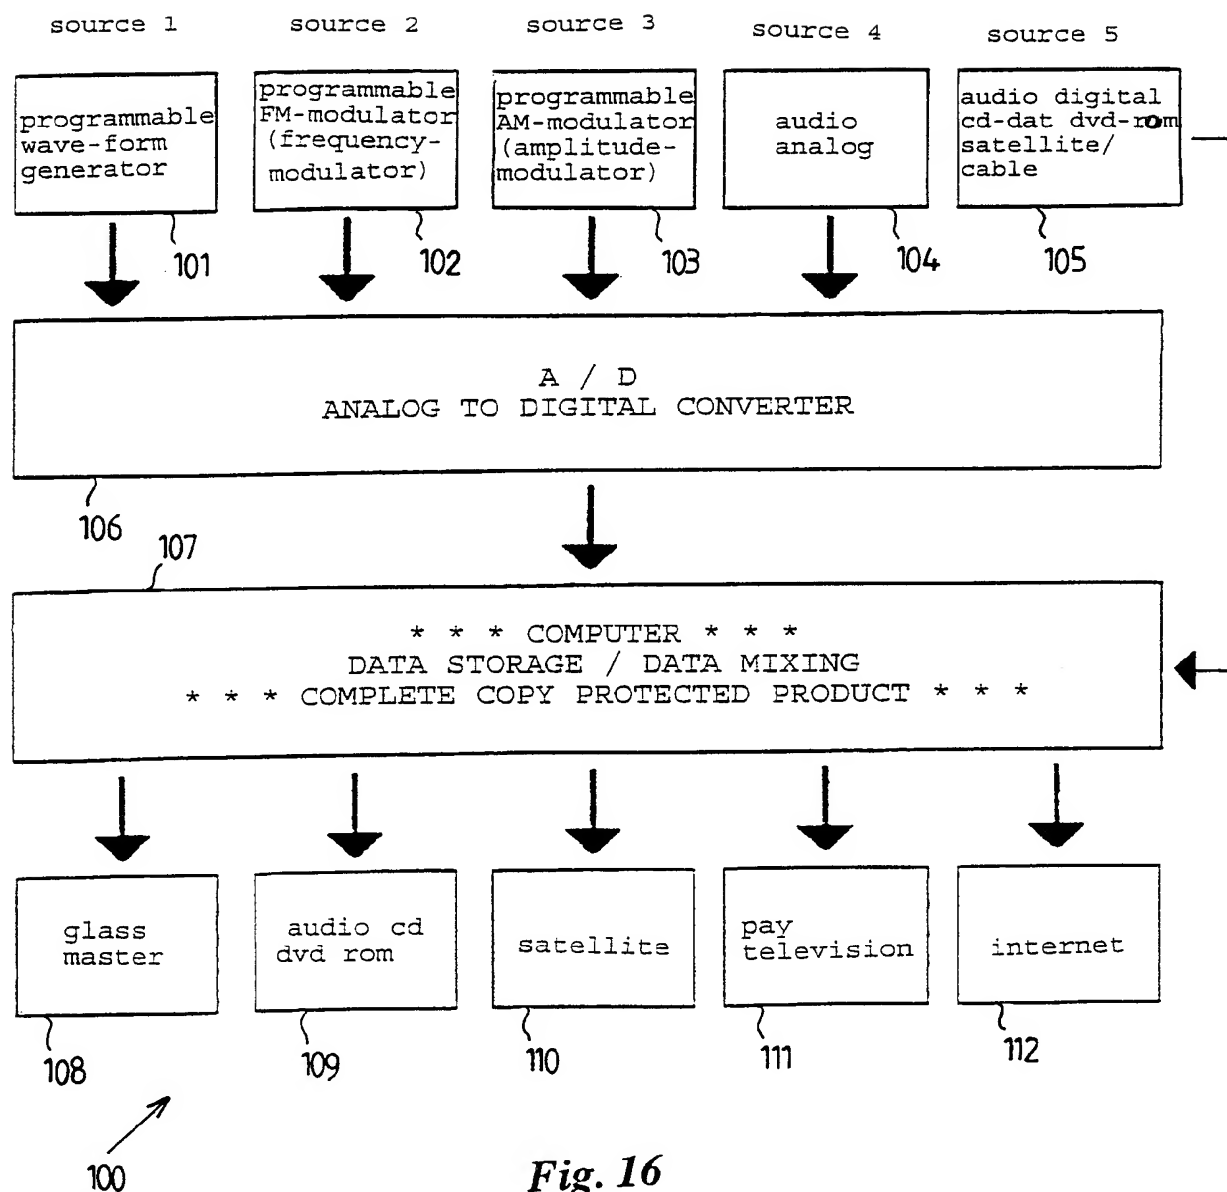 source 1
source 2
source 3
source 4
source 5
programmable
wave-form
generator
programmable
FM-modulator
(frequency-
modulator)
programmable
AM-modulator
(amplitude-
modulator)
audio
analog
audio digital
cd-dat dvd-rom
satellite/
cable
101
102
103
104
105
A / D
ANALOG TO DIGITAL CONVERTER
106
107
* * * COMPUTER * * *
DATA STORAGE / DATA MIXING
* * * COMPLETE COPY PROTECTED PRODUCT * * *
glass
master
audio cd
dvd rom
satellite
pay
television
internet
108
109
110
111
112
100
Fig. 16